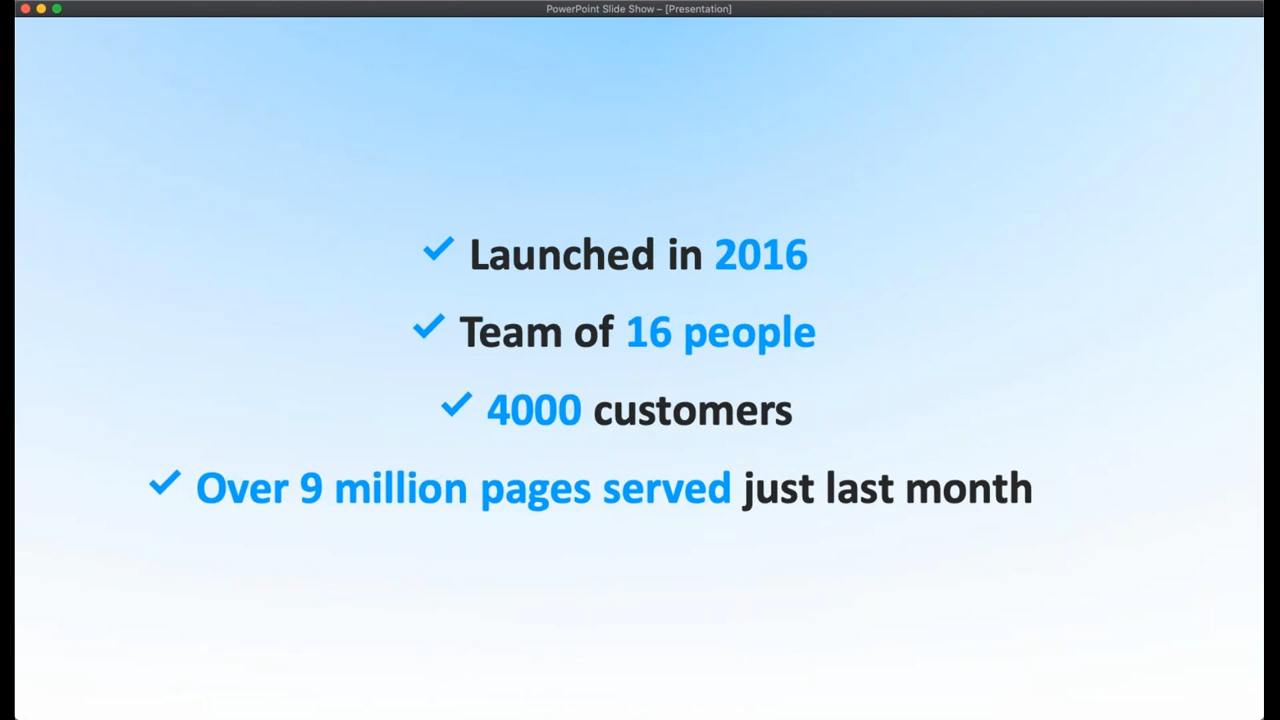 PowerPoint Slide Show – [Presentation]
Launched in 2016
Team of 16 people
4000 customers
Over 9 million pages served just last month